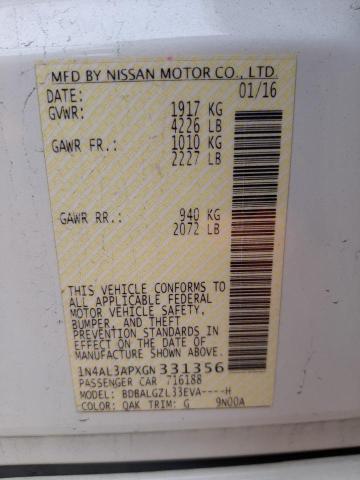 MFD BY NISSAN MOTOR CO., LTD.
DATE: 01/16
GVWR: 1917 KG
4226 LB
GAWR FR.: 1010 KG
2227 LB
GAWR RR.: 940 KG
2072 LB
THIS VEHICLE CONFORMS TO
ALL APPLICABLE FEDERAL
MOTOR VEHICLE SAFETY,
BUMPER, AND THEFT
PREVENTION STANDARDS IN
EFFECT ON THE DATE OF
MANUFACTURE SHOWN ABOVE.
1N4AL3APXGN 331356
PASSENGER CAR 716188
MODEL: BDBALGZL33EVA----H
COLOR: QAK TRIM: G 9N00A